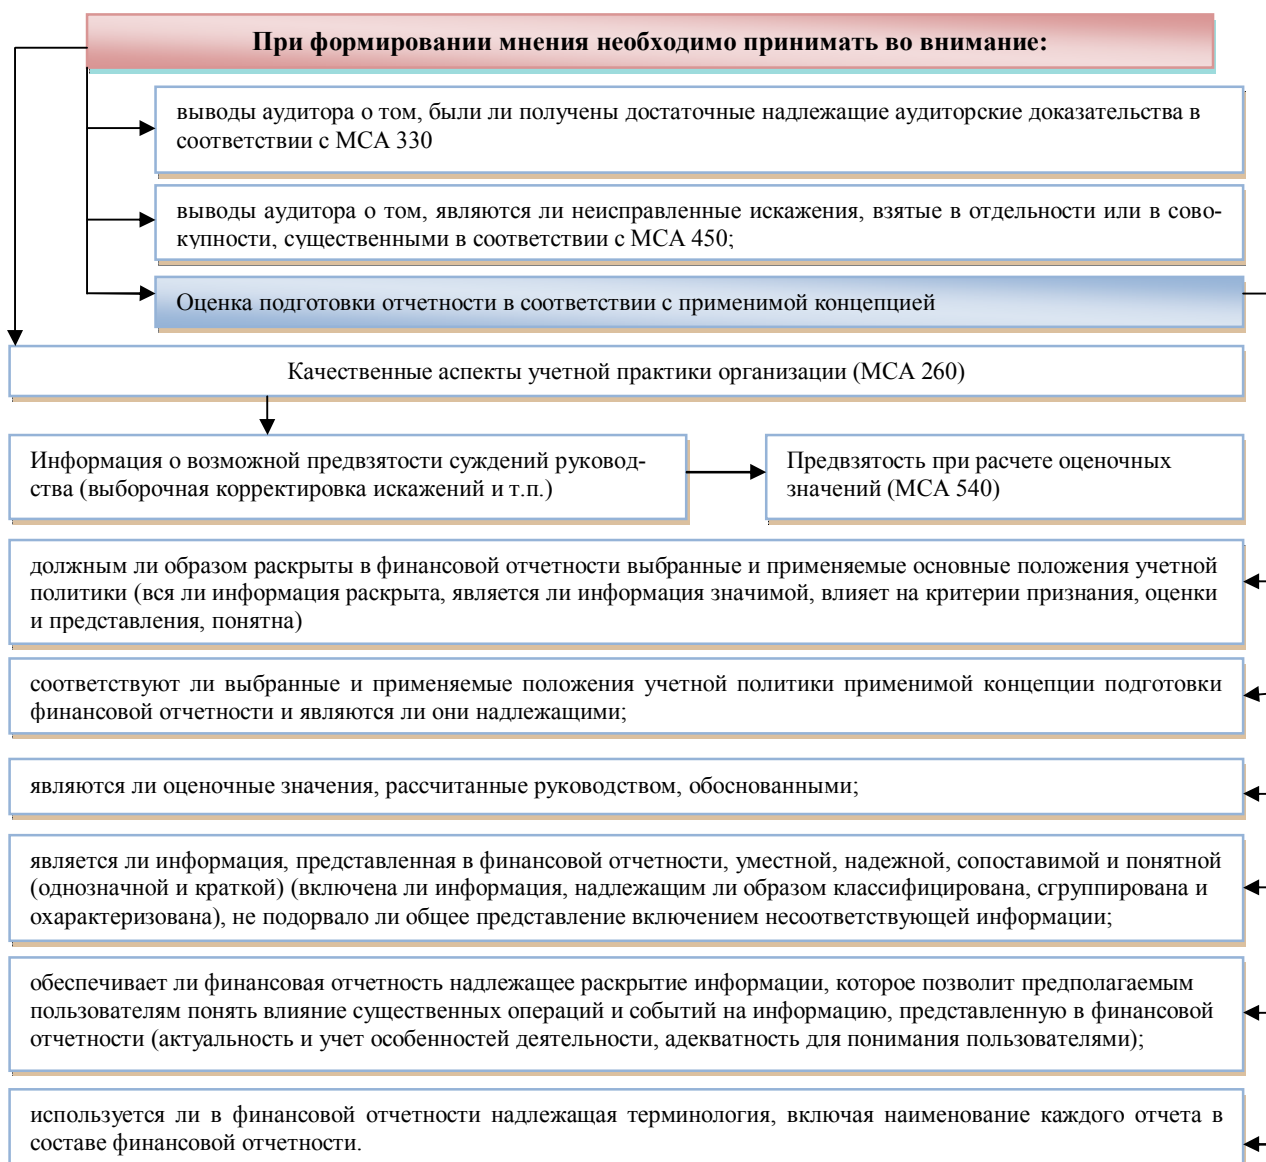 При формировании мнения необходимо принимать во внимание:
выводы аудитора о том, были ли получены достаточные надлежащие аудиторские доказательства в
соответствии с МСА 330
выводы аудитора о том, являются ли неисправленные искажения, взятые в отдельности или в сово-
купности, существенными в соответствии с МСА 450;
Оценка подготовки отчетности в соответствии с применимой концепцией
Качественные аспекты учетной практики организации (МСА 260)
Информация о возможной предвзятости суждений руковод-
ства (выборочная корректировка искажений и т.п.)
Предвзятость при расчете оценочных
значений (МСА 540)
должным ли образом раскрыты в финансовой отчетности выбранные и применяемые основные положения учетной
политики (вся ли информация раскрыта, является ли информация значимой, влияет на критерии признания, оценки
и представления, понятна)
соответствуют ли выбранные и применяемые положения учетной политики применимой концепции подготовки
финансовой отчетности и являются ли они надлежащими;
являются ли оценочные значения, рассчитанные руководством, обоснованными;
является ли информация, представленная в финансовой отчетности, уместной, надежной, сопоставимой и понятной
(однозначной и краткой) (включена ли информация, надлежащим ли образом классифицирована, сгруппирована и
охарактеризована), не подорвало ли общее представление включением несоответствующей информации;
обеспечивает ли финансовая отчетность надлежащее раскрытие информации, которое позволит предполагаемым
пользователям понять влияние существенных операций и событий на информацию, представленную в финансовой
отчетности (актуальность и учет особенностей деятельности, адекватность для понимания пользователями);
используется ли в финансовой отчетности надлежащая терминология, включая наименование каждого отчета в
составе финансовой отчетности.